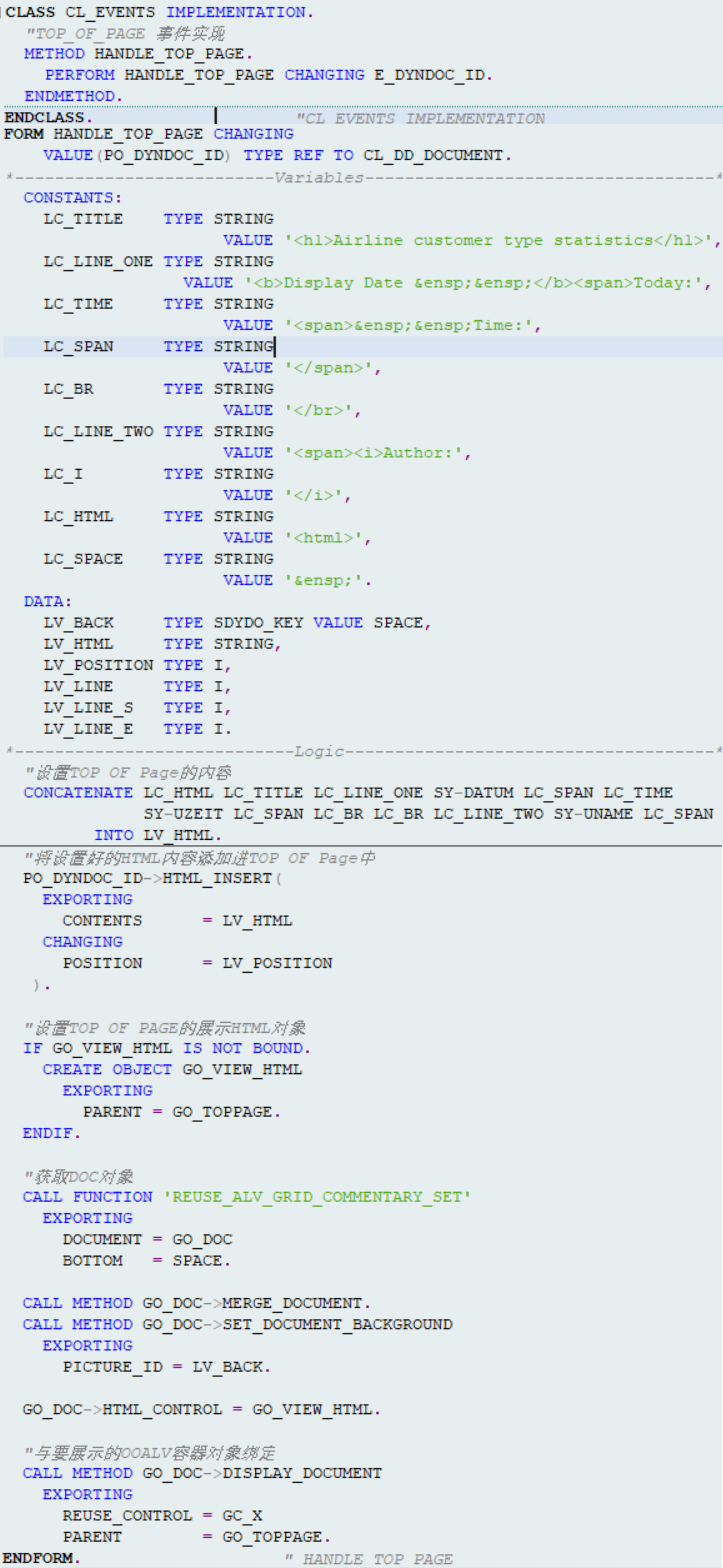 CLASS CL_EVENTS IMPLEMENTATION.
"TOP_OF_PAGE 事件实现
METHOD HANDLE_TOP_PAGE.
PERFORM HANDLE_TOP_PAGE CHANGING E_DYNDOC_ID.
ENDMETHOD.
ENDCLASS. "CL EVENTS IMPLEMENTATION
FORM HANDLE_TOP_PAGE CHANGING
VALUE(PO_DYNDOC_ID) TYPE REF TO CL_DD_DOCUMENT.
*--------------------------Variables-----------------------------------*
CONSTANTS:
LC_TITLE TYPE STRING
VALUE '<h1>Airline customer type statistics</h1>',
LC_LINE_ONE TYPE STRING
VALUE '<b>Display Date &ensp;&ensp;</b><span>Today:',
LC_TIME TYPE STRING
VALUE '<span>&ensp;&ensp;Time:',
LC_SPAN TYPE STRING
VALUE '</span>',
LC_BR TYPE STRING
VALUE '</br>',
LC_LINE_TWO TYPE STRING
VALUE '<span><i>Author:',
LC_I TYPE STRING
VALUE '</i>',
LC_HTML TYPE STRING
VALUE '<html>',
LC_SPACE TYPE STRING
VALUE '&ensp;'.
DATA:
LV_BACK TYPE SDYDO_KEY VALUE SPACE,
LV_HTML TYPE STRING,
LV_POSITION TYPE I,
LV_LINE TYPE I,
LV_LINE_S TYPE I,
LV_LINE_E TYPE I.
*----------------------------Logic-------------------------------------*
"设置TOP OF Page的内容
CONCATENATE LC_HTML LC_TITLE LC_LINE_ONE SY-DATUM LC_SPAN LC_TIME
SY-UZEIT LC_SPAN LC_BR LC_BR LC_LINE_TWO SY-UNAME LC_SPAN
INTO LV_HTML.
"将设置好的HTML内容添加进TOP OF Page中
PO_DYNDOC_ID->HTML_INSERT(
EXPORTING
CONTENTS = LV_HTML
CHANGING
POSITION = LV_POSITION
).
"设置TOP OF PAGE的展示HTML对象
IF GO_VIEW_HTML IS NOT BOUND.
CREATE OBJECT GO_VIEW_HTML
EXPORTING
PARENT = GO_TOPPAGE.
ENDIF.
"获取DOC对象
CALL FUNCTION 'REUSE_ALV_GRID_COMMENTARY_SET'
EXPORTING
DOCUMENT = GO_DOC
BOTTOM = SPACE.
CALL METHOD GO_DOC->MERGE_DOCUMENT.
CALL METHOD GO_DOC->SET_DOCUMENT_BACKGROUND
EXPORTING
PICTURE_ID = LV_BACK.
GO_DOC->HTML_CONTROL = GO_VIEW_HTML.
"与要展示的OOALV容器对象绑定
CALL METHOD GO_DOC->DISPLAY_DOCUMENT
EXPORTING
REUSE_CONTROL = GC_X
PARENT = GO_TOPPAGE.
ENDFORM. " HANDLE TOP PAGE